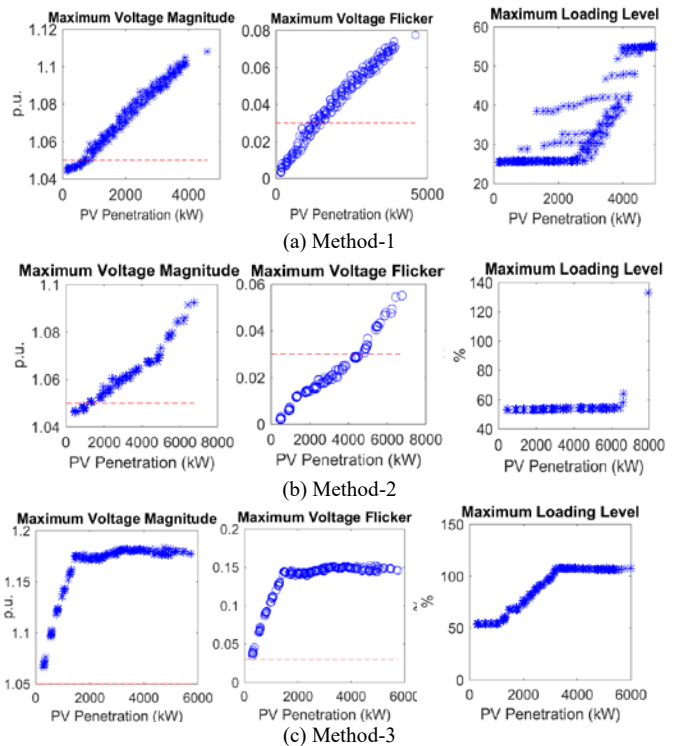 Maximum Voltage Magnitude
Maximum Voltage Flicker
Maximum Loading Level
p.u.
1.12
1.1
1.08
1.06
1.04
0
2000
4000
PV Penetration (kW)
0.08
0.06
0.04
0.02
0
0
5000
PV Penetration (kW)
60
50
40
30
20
0
2000
4000
PV Penetration (kW)
(a) Method-1
Maximum Voltage Magnitude
Maximum Voltage Flicker
Maximum Loading Level
p.u.
1.1
1.08
1.06
1.04
0 2000 4000 6000 8000
PV Penetration (kW)
0.06
0.04
0.02
0
0 2000 4000 6000 8000
PV Penetration (kW)
%
140
120
100
80
60
40
0 2000 4000 6000 8000
PV Penetration (kW)
(b) Method-2
Maximum Voltage Magnitude
Maximum Voltage Flicker
Maximum Loading Level
p.u.
1.2
1.15
1.1
1.05
0 2000 4000 6000
PV Penetration (kW)
0.2
0.15
0.1
0.05
0
0 2000 4000 6000
PV Penetration (kW)
%
150
100
50
0
0 2000 4000 6000
PV Penetration (kW)
(c) Method-3